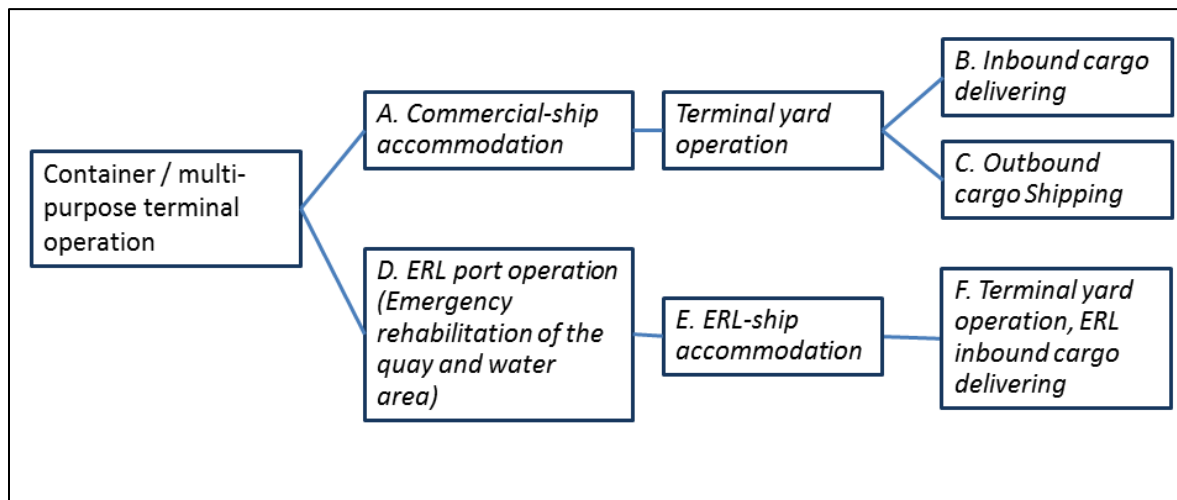 Container / multi-
purpose terminal
operation
A. Commercial-ship
accommodation
Terminal yard
operation
B. Inbound cargo
delivering
C. Outbound
cargo Shipping
D. ERL port operation
(Emergency
rehabilitation of the
quay and water
area)
E. ERL-ship
accommodation
F. Terminal yard
operation, ERL
inbound cargo
delivering